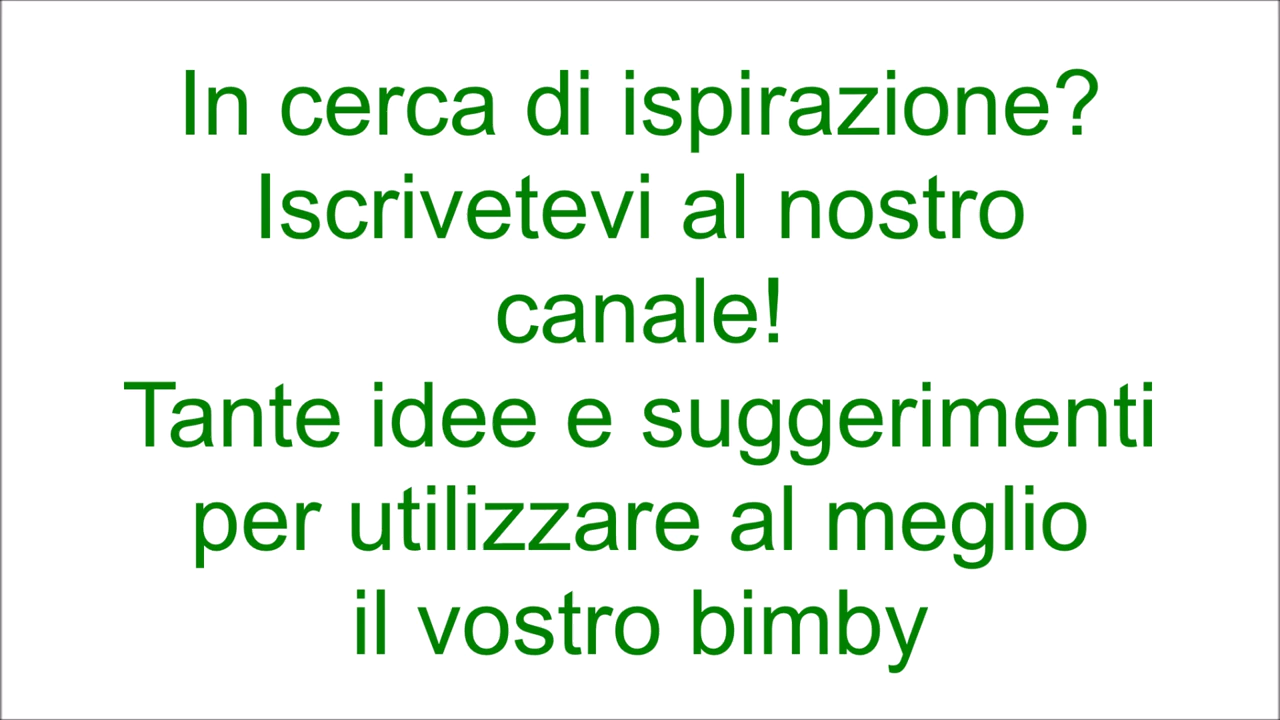 In cerca di ispirazione?
Iscrivetevi al nostro
canale!
Tante idee e suggerimenti
per utilizzare al meglio
il vostro bimby